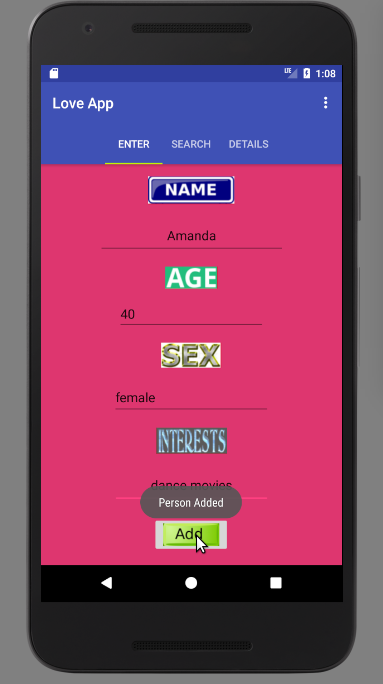 LTE 1:08
Love App
ENTER SEARCH DETAILS
NAME
Amanda
AGE
40
SEX
female
INTERESTS
dance movies
Person Added
Add